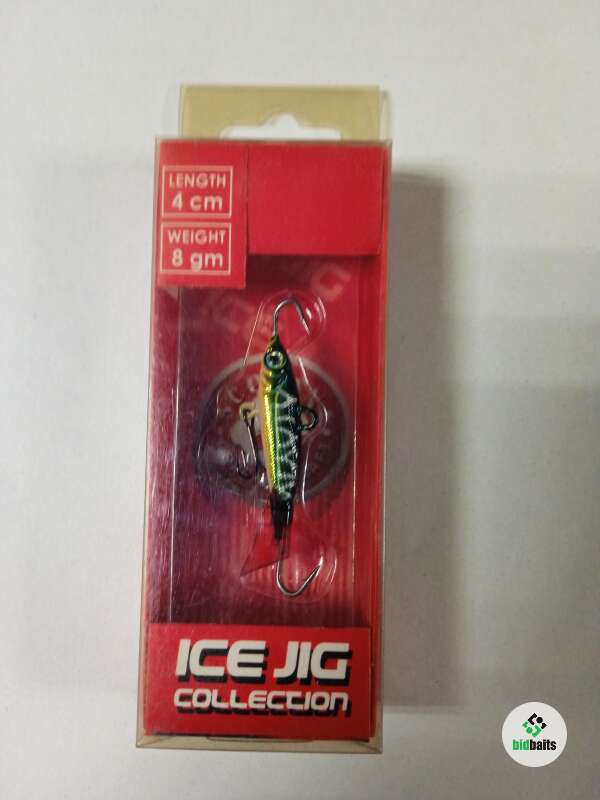 LENGTH
4 cm
WEIGHT
8 gm
ICE JIG
COLLECTION
bidbaits